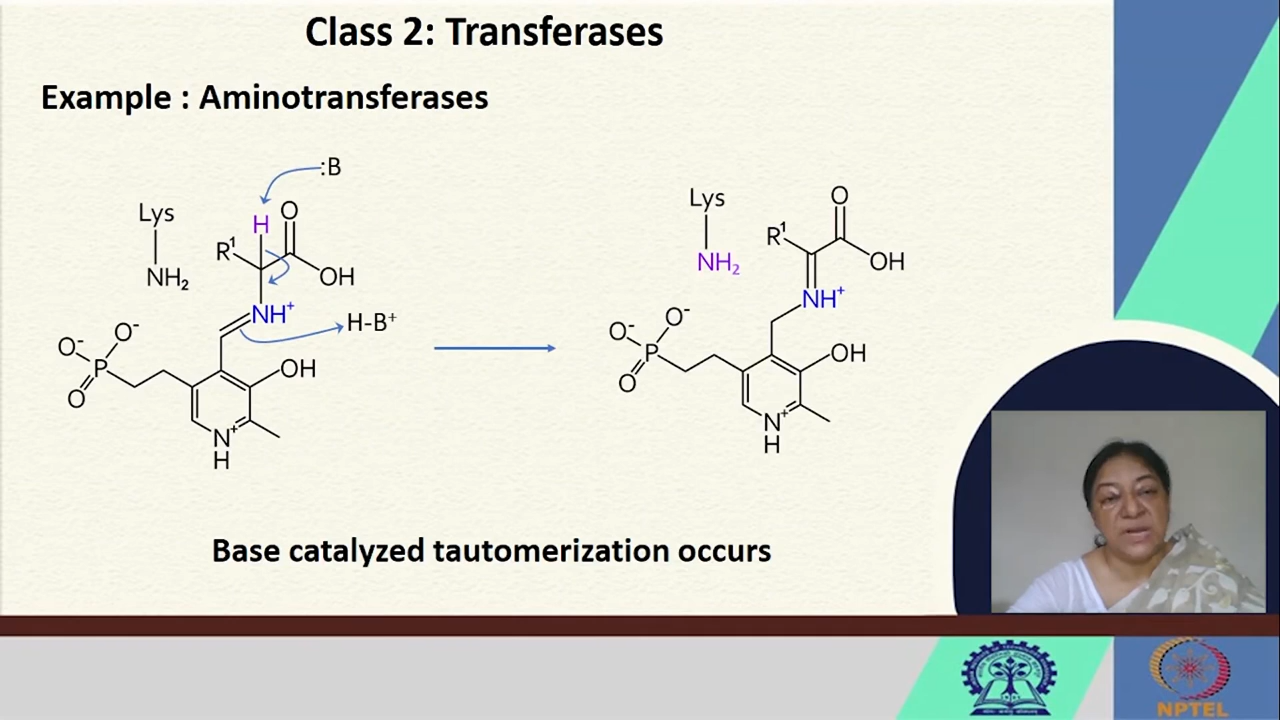 Class 2: Transferases
Example : Aminotransferases
:B
Lys
H
O
R¹
NH₂
OH
NH⁺
H-B⁺
O⁻
O⁻
P
OH
O
N⁺
H
Lys
O
R¹
NH₂
OH
NH⁺
O⁻
O⁻
P
OH
O
N⁺
H
Base catalyzed tautomerization occurs
NPTEL